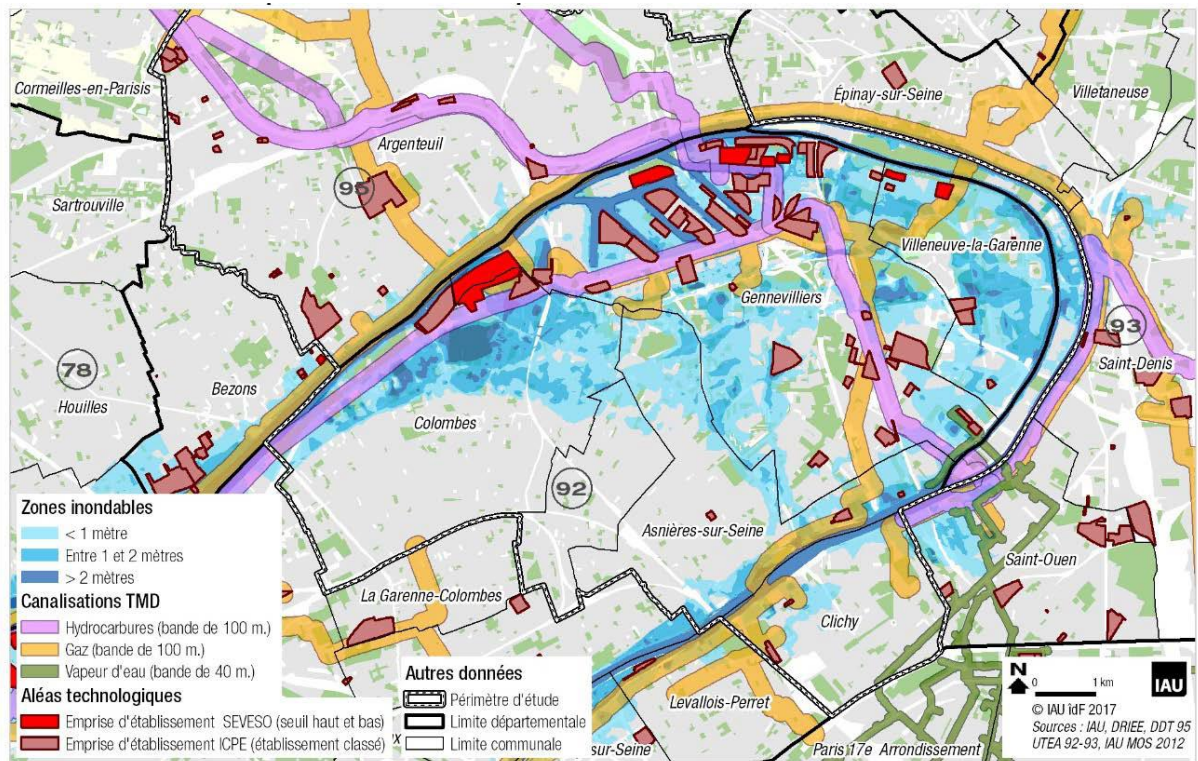 Cormeilles-en-Parisis
Épinay-sur-Seine
Villetaneuse
Argenteuil
95
Sartrouville
Villeneuve-la-Garenne
Gennevilliers
93
Saint-Denis
78
Houilles
Bezons
Colombes
92
Asnières-sur-Seine
Saint-Ouen
La Garenne-Colombes
Clichy
Levallois-Perret
sur-Seine
Paris 17e Arrondissement
Zones inondables
< 1 mètre
Entre 1 et 2 mètres
> 2 mètres
Canalisations TMD
Hydrocarbures (bande de 100 m.)
Gaz (bande de 100 m.)
Vapeur d'eau (bande de 40 m.)
Aléas technologiques
Emprise d'établissement SEVESO (seuil haut et bas)
Emprise d'établissement ICPE (établissement classé)
Autres données
Périmètre d'étude
Limite départementale
Limite communale
N
0 1 km
IAU
© IAU îdF 2017
Sources : IAU, DRIEE, DDT 95
UTEA 92-93, IAU MOS 2012